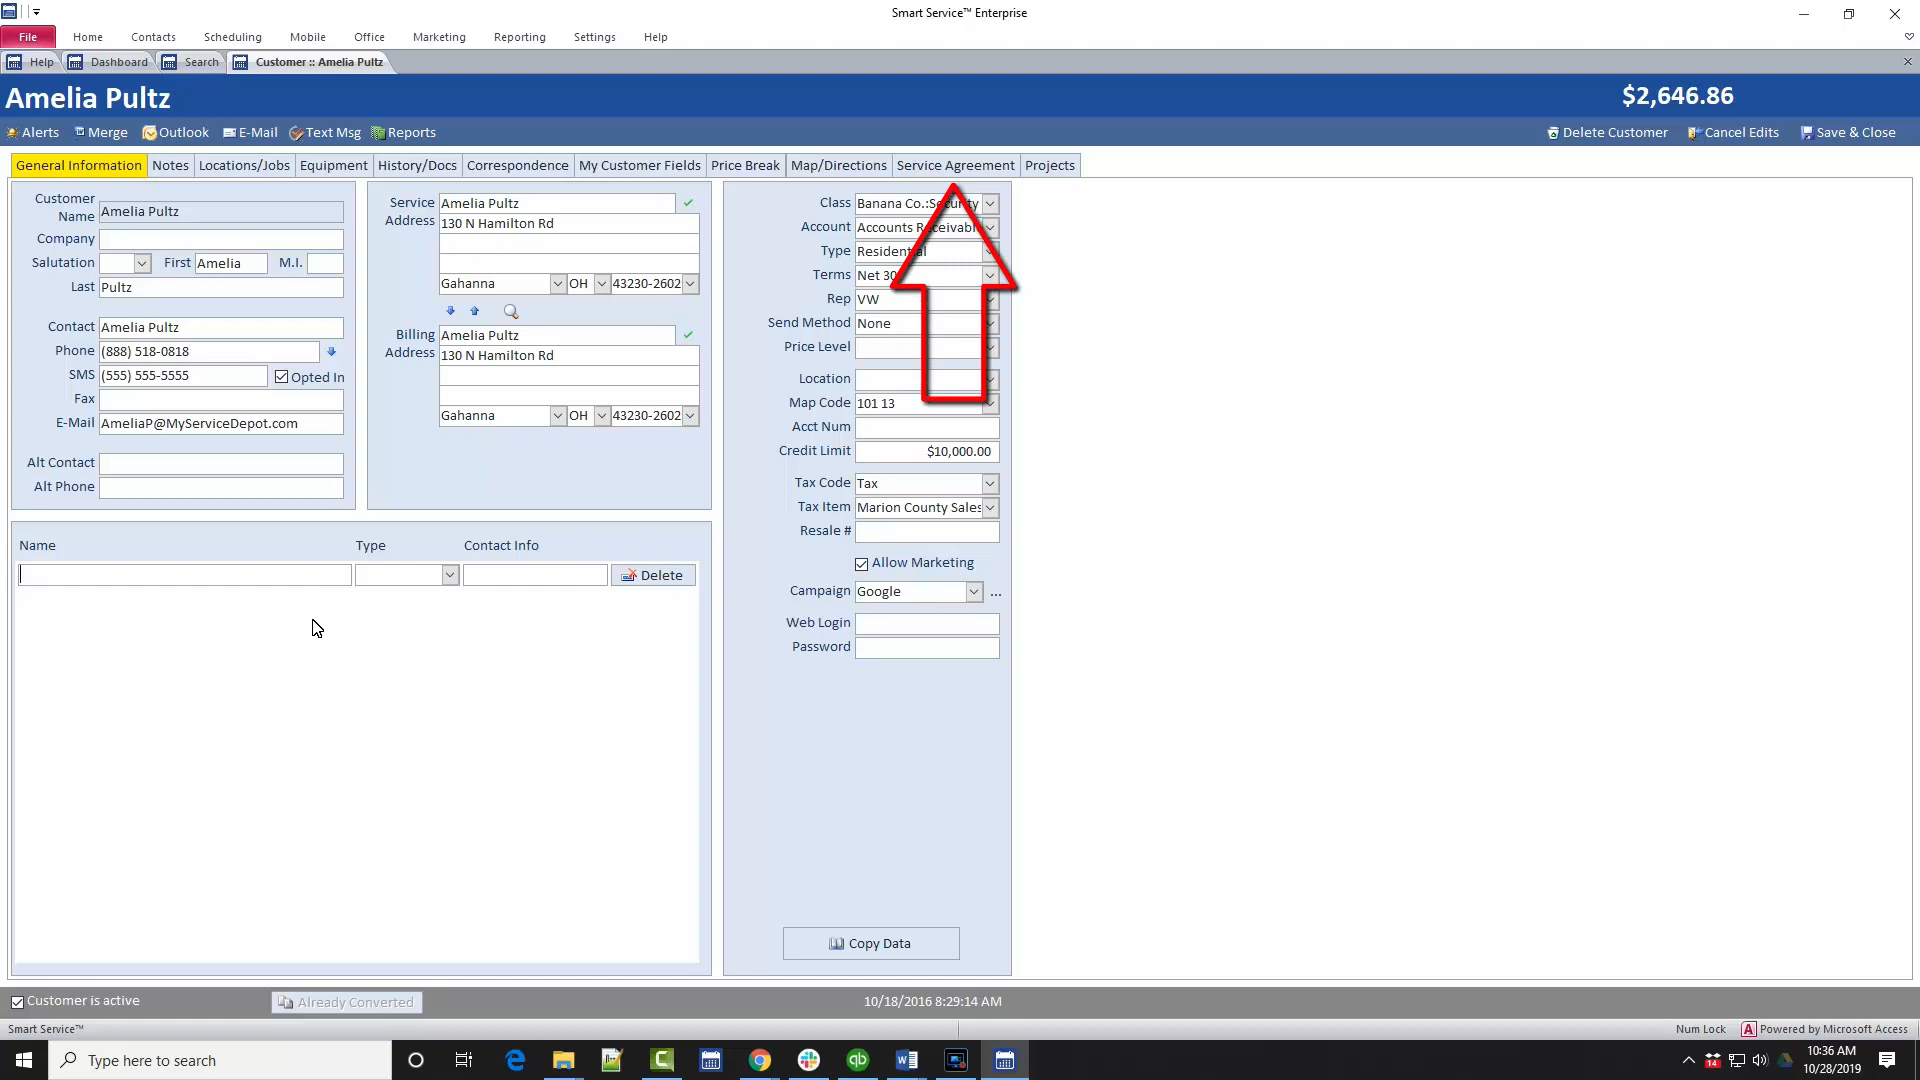 Smart Service™ Enterprise
File Home Contacts Scheduling Mobile Office Marketing Reporting Settings Help
Help Dashboard Search Customer :: Amelia Pultz
Amelia Pultz $2,646.86
Alerts Merge Outlook E-Mail Text Msg Reports Delete Customer Cancel Edits Save & Close
General Information Notes Locations/Jobs Equipment History/Docs Correspondence My Customer Fields Price Break Map/Directions Service Agreement Projects
Customer Name Amelia Pultz
Company
Salutation First Amelia M.I.
Last Pultz
Contact Amelia Pultz
Phone (888) 518-0818
SMS (555) 555-5555 Opted In
Fax
E-Mail AmeliaP@MyServiceDepot.com
Alt Contact
Alt Phone
Service Address Amelia Pultz
130 N Hamilton Rd
Gahanna OH 43230-2602
Billing Address Amelia Pultz
130 N Hamilton Rd
Gahanna OH 43230-2602
Class Banana Co.:Security
Account Accounts Receivabl
Type Residential
Terms Net 30
Rep VW
Send Method None
Price Level
Location
Map Code 101 13
Acct Num
Credit Limit $10,000.00
Tax Code Tax
Tax Item Marion County Sales
Resale #
Allow Marketing
Campaign Google ...
Web Login
Password
Copy Data
Name Type Contact Info
Delete
Customer is active Already Converted 10/18/2016 8:29:14 AM
Smart Service™ Num Lock A Powered by Microsoft Access
Type here to search
14
10:36 AM
10/28/2019